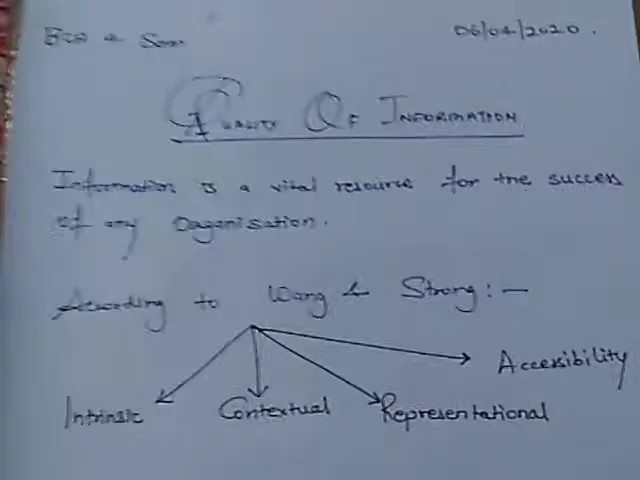 Sem
06/04/2020.
QUALITY OF INFORMATION
Information is a vital resource for the success
of any Organisation.
According to Wang & Strong:-
Accessibility
Intrinsic Contextual Representational